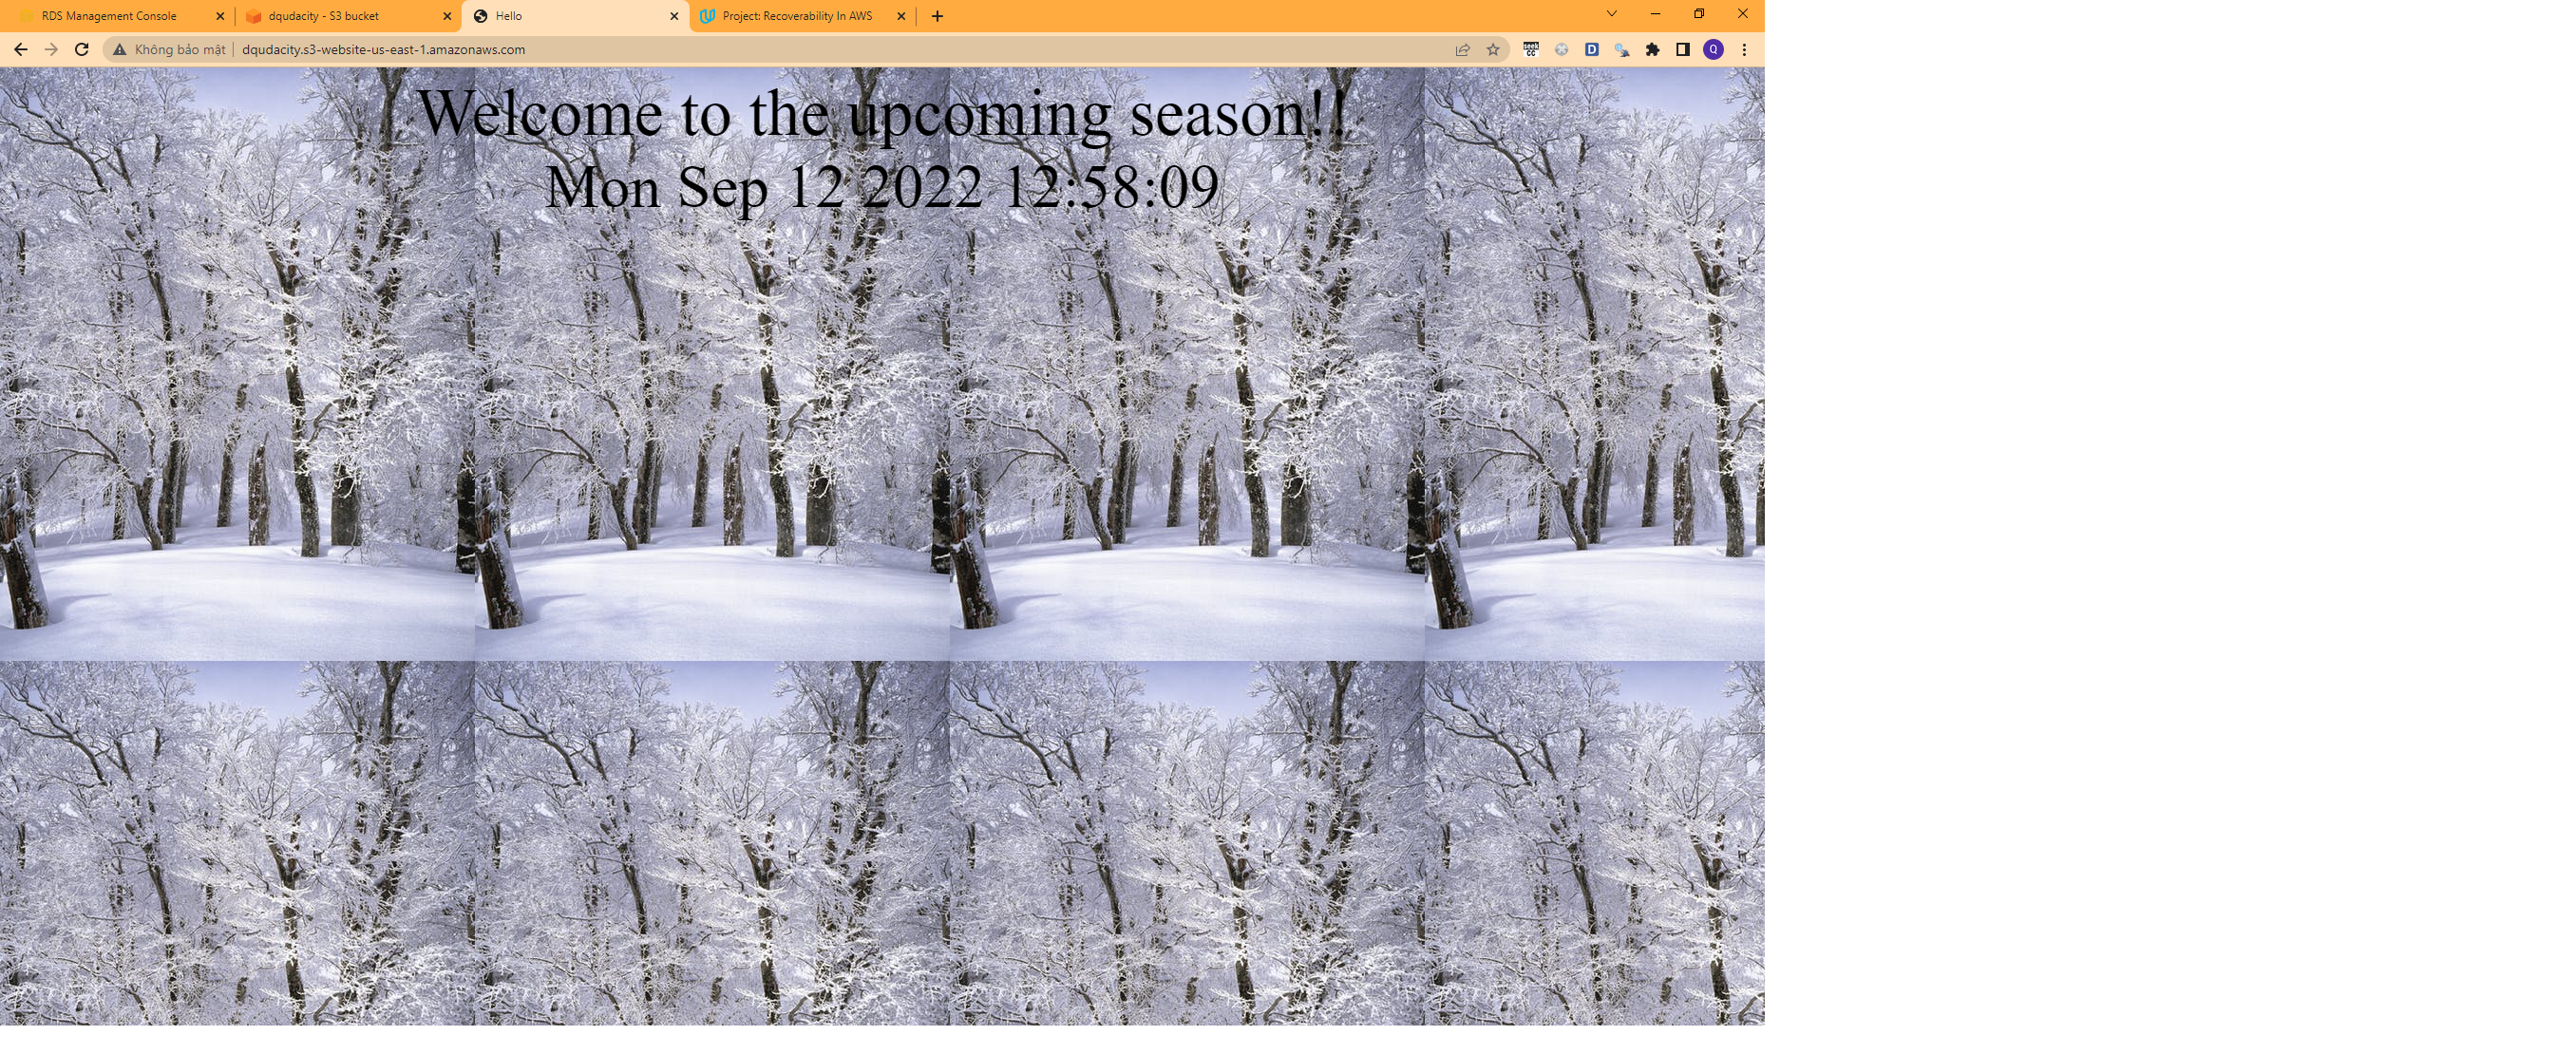 RDS Management Console
dqudacity - S3 bucket
Hello
Project: Recoverability In AWS
Không bảo mật
dqudacity.s3-website-us-east-1.amazonaws.com
D
Q
Welcome to the upcoming season!!
Mon Sep 12 2022 12:58:09